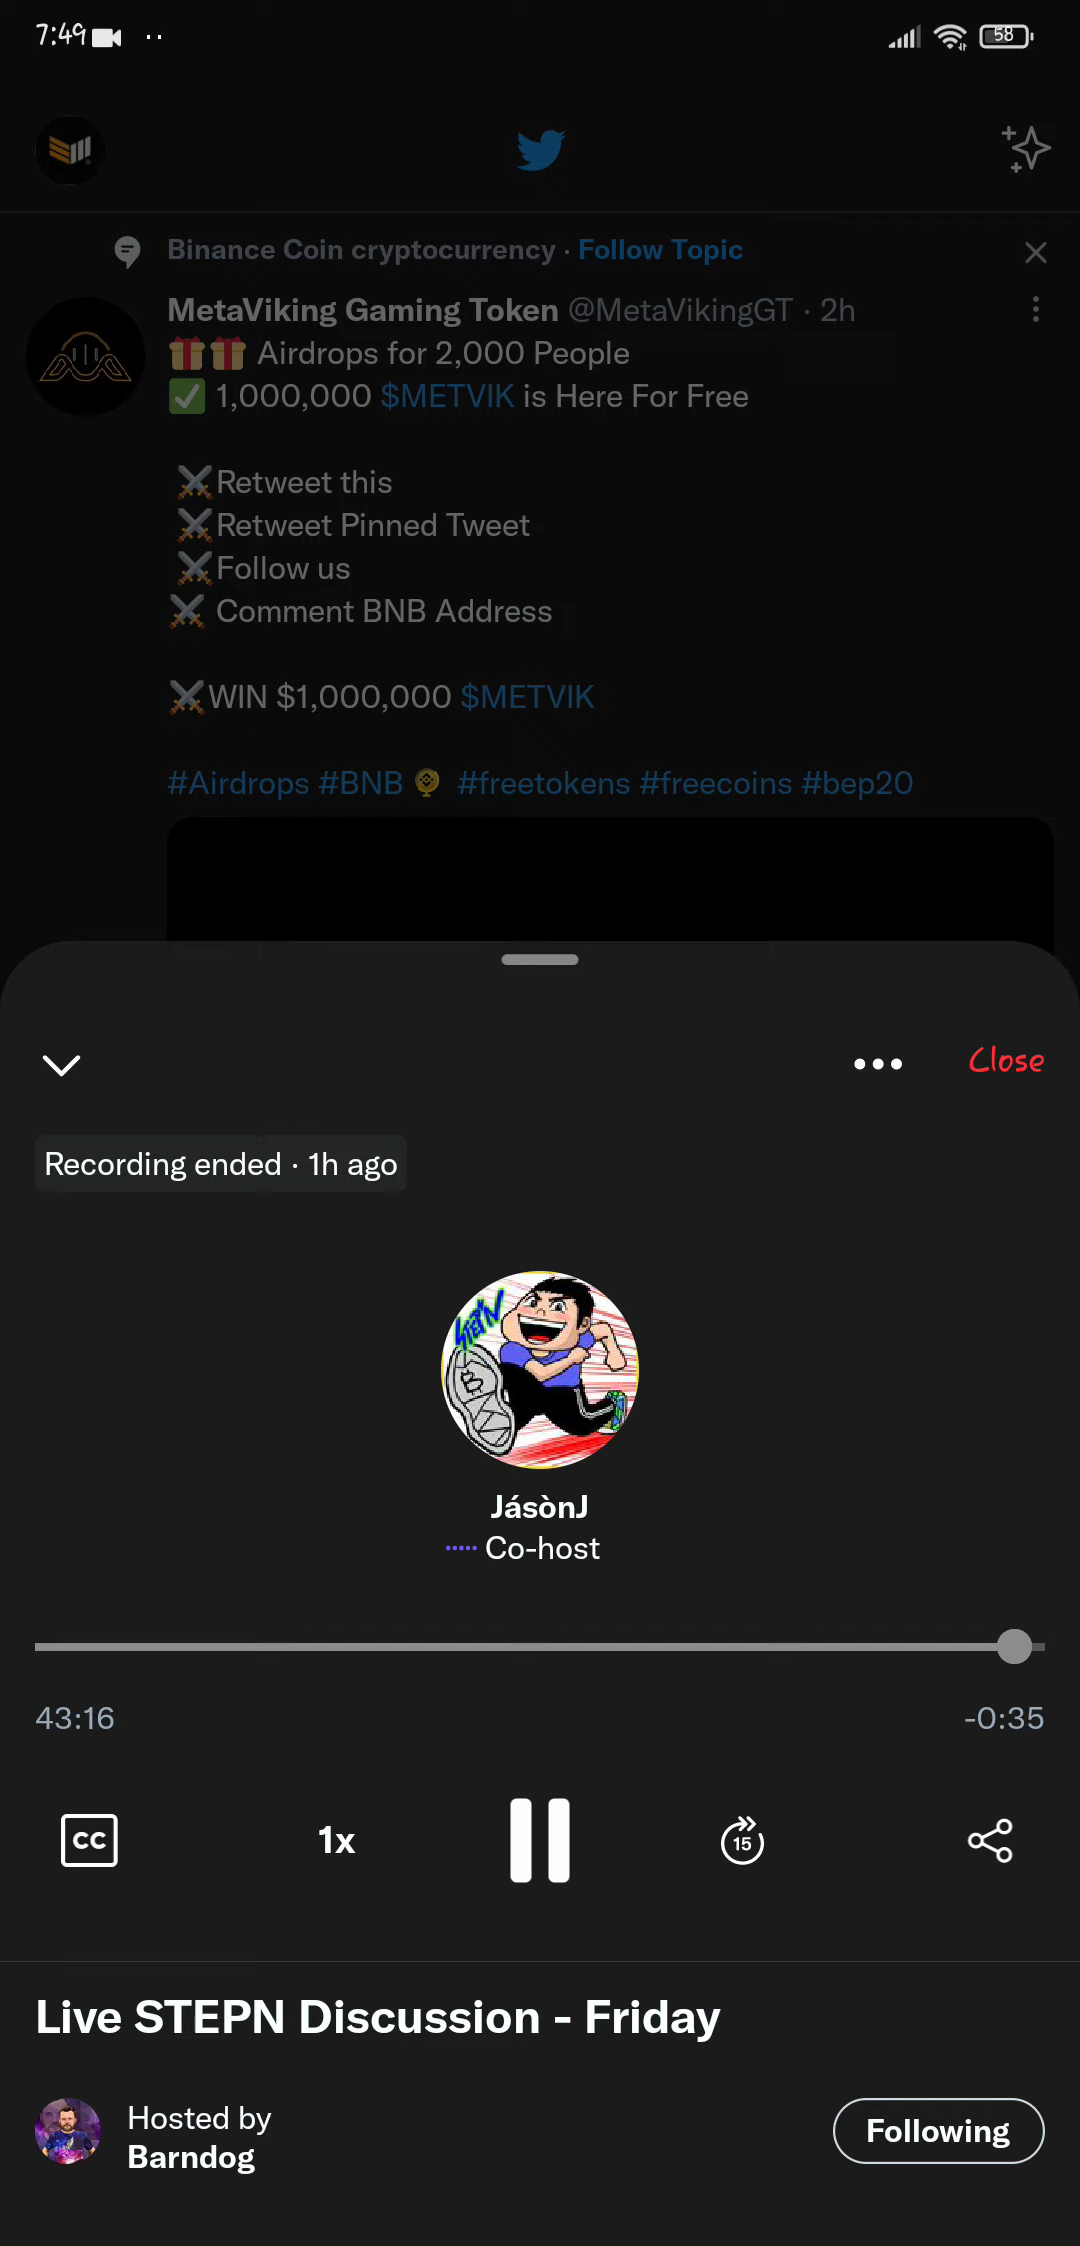 7:49
58
Binance Coin cryptocurrency · Follow Topic
MetaViking Gaming Token @MetaVikingGT · 2h
🎁🎁 Airdrops for 2,000 People
✅ 1,000,000 $METVIK is Here For Free
⚔️Retweet this
⚔️Retweet Pinned Tweet
⚔️Follow us
⚔️ Comment BNB Address
⚔️WIN $1,000,000 $METVIK
#Airdrops #BNB #freetokens #freecoins #bep20
Close
Recording ended · 1h ago
STEPN
JásònJ
Co-host
43:16
-0:35
CC
1x
15
Live STEPN Discussion - Friday
Hosted by
Barndog
Following